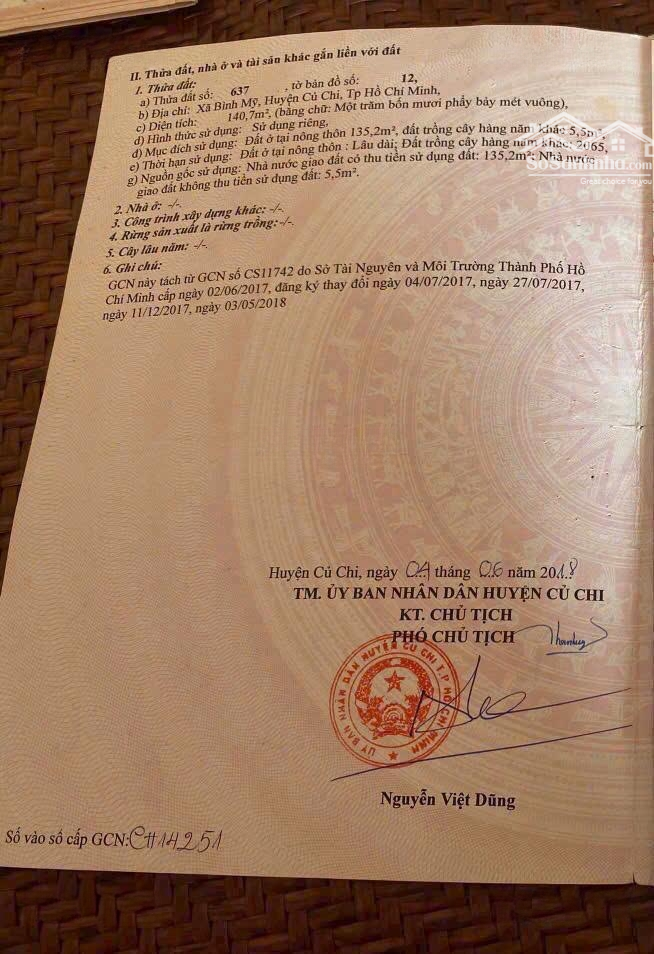 II. Thửa đất, nhà ở và tài sản khác gắn liền với đất
1. Thửa đất:
a) Thửa đất số: 637 , tờ bản đồ số: 12,
b) Địa chỉ: Xã Bình Mỹ, Huyện Củ Chi, Tp Hồ Chí Minh,
c) Diện tích: 140,7m², (bằng chữ: Một trăm bốn mươi phẩy bảy mét vuông),
d) Hình thức sử dụng: Sử dụng riêng,
đ) Mục đích sử dụng: Đất ở tại nông thôn 135,2m², đất trồng cây hàng năm khác 5,5m²,
e) Thời hạn sử dụng: Đất ở tại nông thôn : Lâu dài; Đất trồng cây hàng năm khác: 2065,
g) Nguồn gốc sử dụng: Nhà nước giao đất có thu tiền sử dụng đất: 135,2m²; Nhà nước
giao đất không thu tiền sử dụng đất: 5,5m².
2. Nhà ở: -/-.
3. Công trình xây dựng khác: -/-.
4. Rừng sản xuất là rừng trồng: -/-.
5. Cây lâu năm: -/-.
6. Ghi chú:
GCN này tách từ GCN số CS11742 do Sở Tài Nguyên và Môi Trường Thành Phố Hồ
Chí Minh cấp ngày 02/06/2017, đăng ký thay đổi ngày 04/07/2017, ngày 27/07/2017,
ngày 11/12/2017, ngày 03/05/2018
Huyện Củ Chi, ngày 04 tháng 06 năm 2018
TM. ỦY BAN NHÂN DÂN HUYỆN CỦ CHI
KT. CHỦ TỊCH
PHÓ CHỦ TỊCH
ỦY BAN NHÂN DÂN HUYỆN CỦ CHI T.P HỒ CHÍ MINH
Nguyễn Việt Dũng
Số vào sổ cấp GCN: CH14251